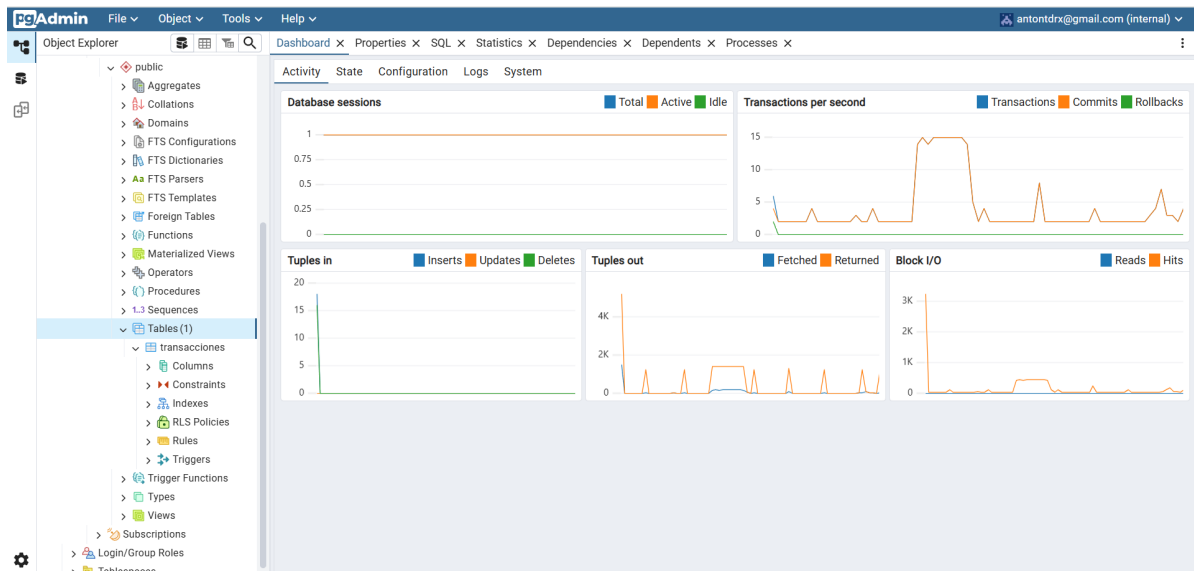 pgAdmin File Object Tools Help antontdrx@gmail.com (internal)
Object Explorer
public
Aggregates
Collations
Domains
FTS Configurations
FTS Dictionaries
Aa FTS Parsers
FTS Templates
Foreign Tables
Functions
Materialized Views
Operators
Procedures
1..3 Sequences
Tables (1)
transacciones
Columns
Constraints
Indexes
RLS Policies
Rules
Triggers
Trigger Functions
Types
Views
Subscriptions
Login/Group Roles
Tablespaces
Dashboard Properties SQL Statistics Dependencies Dependents Processes
Activity State Configuration Logs System
Database sessions Total Active Idle
1
0.75
0.5
0.25
0
Transactions per second Transactions Commits Rollbacks
15
10
5
0
Tuples in Inserts Updates Deletes
20
15
10
5
0
Tuples out Fetched Returned
4K
2K
0
Block I/O Reads Hits
3K
2K
1K
0